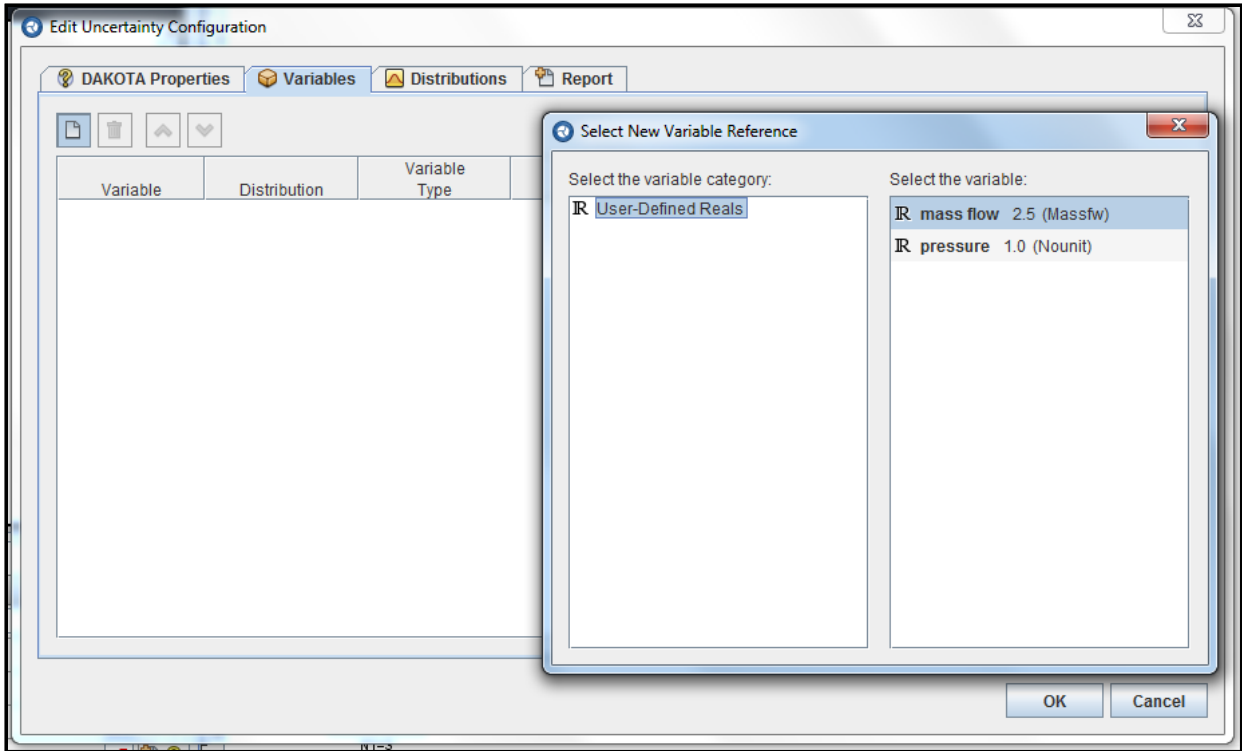 Edit Uncertainty Configuration
DAKOTA Properties
Variables
Distributions
Report
Variable
Distribution
Variable
Type
Select New Variable Reference
Select the variable category:
ℝ User-Defined Reals
Select the variable:
ℝ mass flow 2.5 (Massfw)
ℝ pressure 1.0 (Nounit)
OK
Cancel